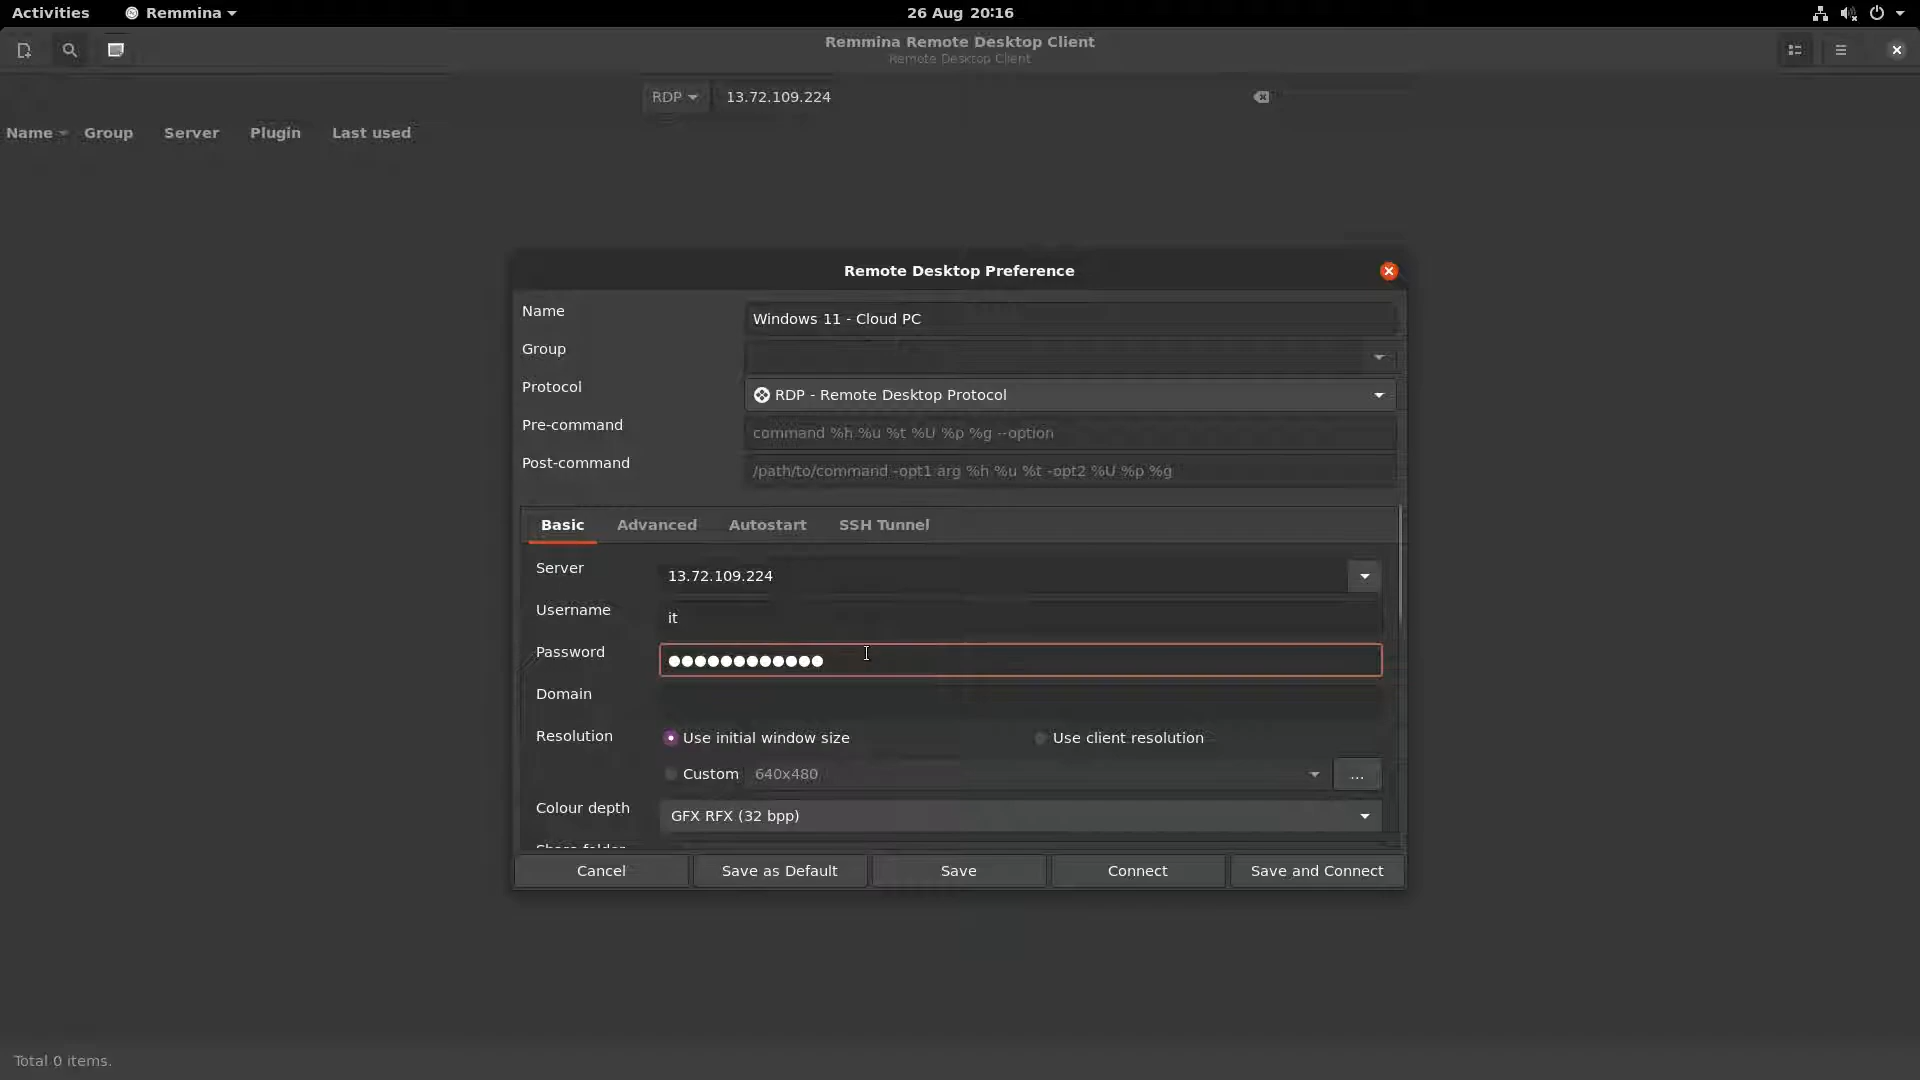 Activities Remmina 26 Aug 20:16
Remmina Remote Desktop Client
Remote Desktop Client
RDP 13.72.109.224
Name Group Server Plugin Last used
Remote Desktop Preference
Name Windows 11 - Cloud PC
Group
Protocol RDP - Remote Desktop Protocol
Pre-command command %h %u %t %U %p %g --option
Post-command /path/to/command -opt1 arg %h %u %t -opt2 %U %p %g
Basic Advanced Autostart SSH Tunnel
Server 13.72.109.224
Username it
Password ●●●●●●●●●●●●
Domain
Resolution Use initial window size Use client resolution
Custom 640x480 ...
Colour depth GFX RFX (32 bpp)
Share folder
Cancel Save as Default Save Connect Save and Connect
Total 0 items.